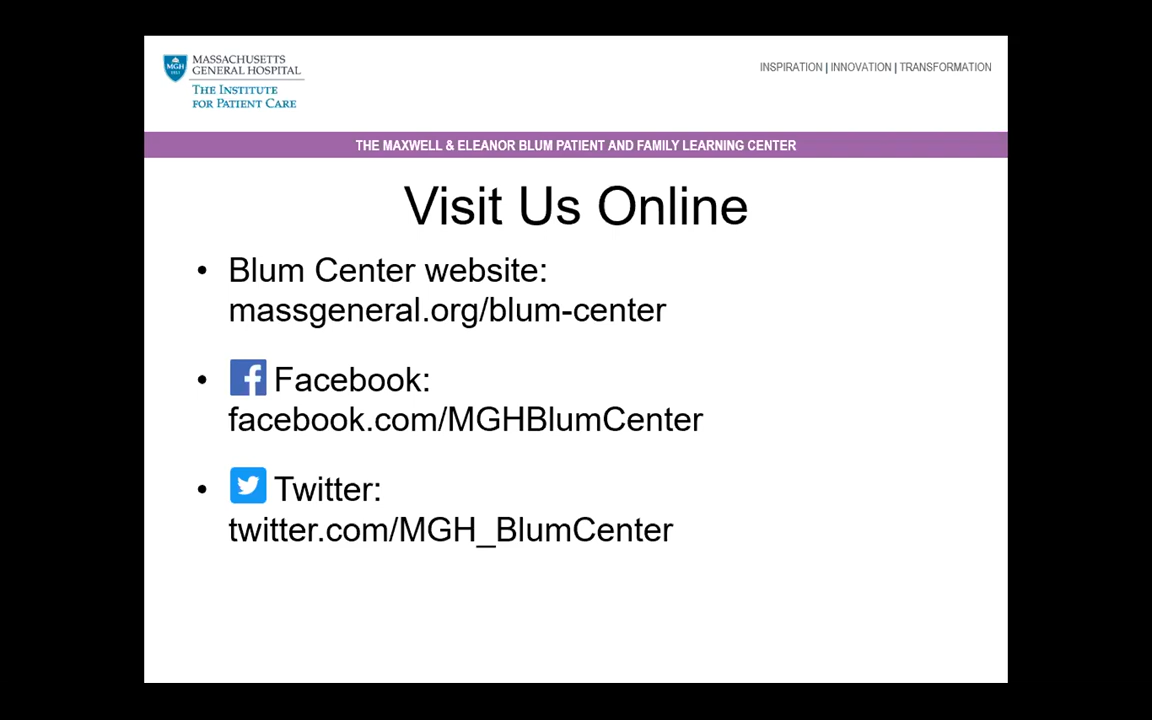 MASSACHUSETTS
GENERAL HOSPITAL
THE INSTITUTE
FOR PATIENT CARE
MGH
1811
INSPIRATION | INNOVATION | TRANSFORMATION
THE MAXWELL & ELEANOR BLUM PATIENT AND FAMILY LEARNING CENTER
Visit Us Online
• Blum Center website:
massgeneral.org/blum-center
• f Facebook:
facebook.com/MGHBlumCenter
• Twitter:
twitter.com/MGH_BlumCenter